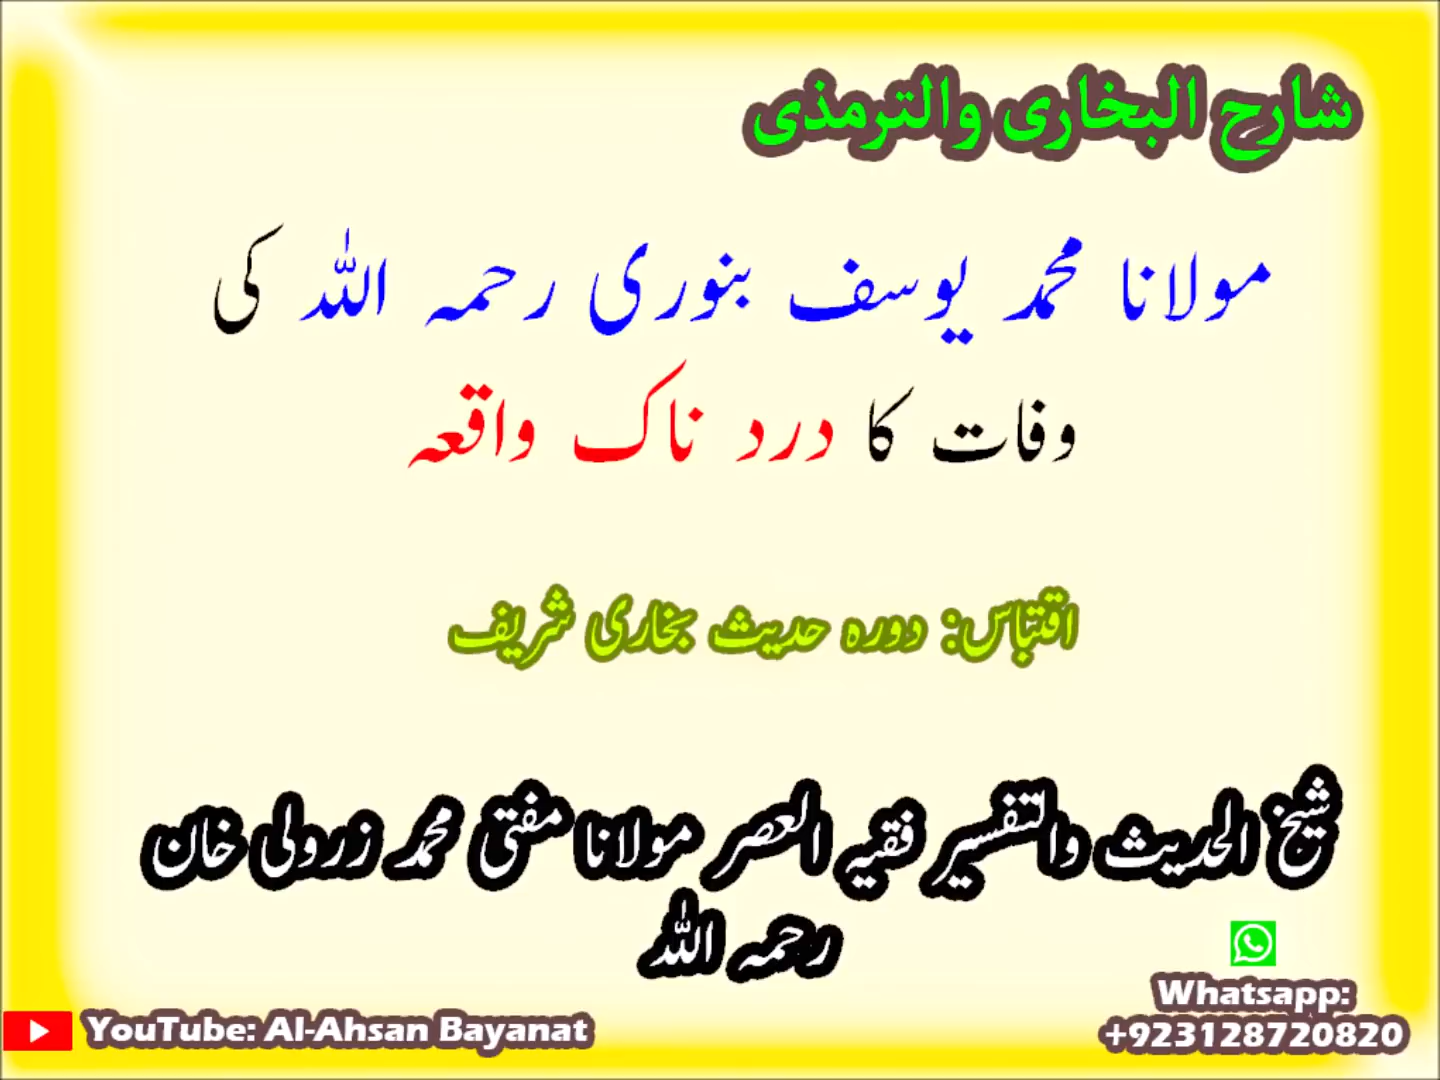 شارح البخاری والترمذی
مولانا محمد یوسف بنوری رحمہ اللہ کی
وفات کا درد ناک واقعہ
اقتباس: دورہ حدیث بخاری شریف
شیخ الحدیث والتفسیر فقیہ العصر مولانا مفتی محمد زرولی خان
رحمہ اللہ
Whatsapp:
+923128720820
YouTube: Al-Ahsan Bayanat